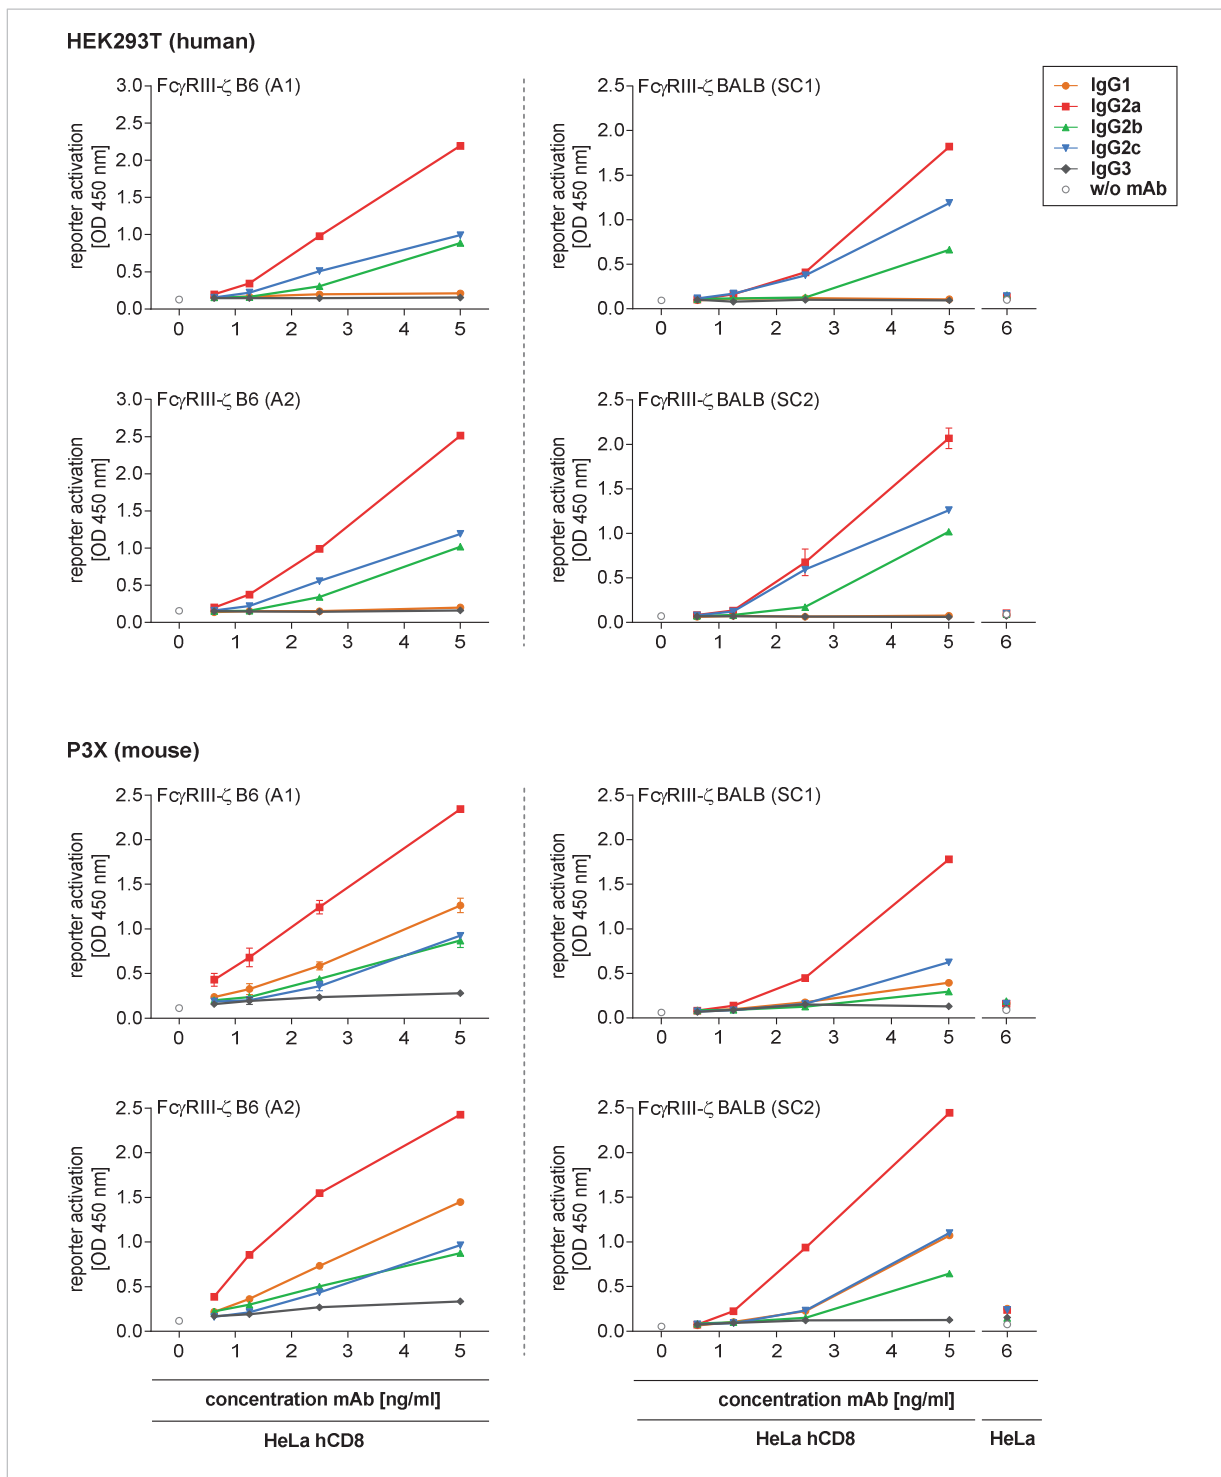 HEK293T (human)
FcγRIII-ζ B6 (A1)
reporter activation
[OD 450 nm]
3.0
2.5
2.0
1.5
1.0
0.5
0.0
0 1 2 3 4 5
FcγRIII-ζ BALB (SC1)
reporter activation
[OD 450 nm]
2.5
2.0
1.5
1.0
0.5
0.0
0 1 2 3 4 5 6
IgG1
IgG2a
IgG2b
IgG2c
IgG3
w/o mAb
FcγRIII-ζ B6 (A2)
reporter activation
[OD 450 nm]
3.0
2.5
2.0
1.5
1.0
0.5
0.0
0 1 2 3 4 5
FcγRIII-ζ BALB (SC2)
reporter activation
[OD 450 nm]
2.5
2.0
1.5
1.0
0.5
0.0
0 1 2 3 4 5 6
P3X (mouse)
FcγRIII-ζ B6 (A1)
reporter activation
[OD 450 nm]
2.5
2.0
1.5
1.0
0.5
0.0
0 1 2 3 4 5
FcγRIII-ζ BALB (SC1)
reporter activation
[OD 450 nm]
2.5
2.0
1.5
1.0
0.5
0.0
0 1 2 3 4 5 6
FcγRIII-ζ B6 (A2)
reporter activation
[OD 450 nm]
2.5
2.0
1.5
1.0
0.5
0.0
0 1 2 3 4 5
FcγRIII-ζ BALB (SC2)
reporter activation
[OD 450 nm]
2.5
2.0
1.5
1.0
0.5
0.0
0 1 2 3 4 5 6
concentration mAb [ng/ml]
HeLa hCD8
concentration mAb [ng/ml]
HeLa hCD8
HeLa